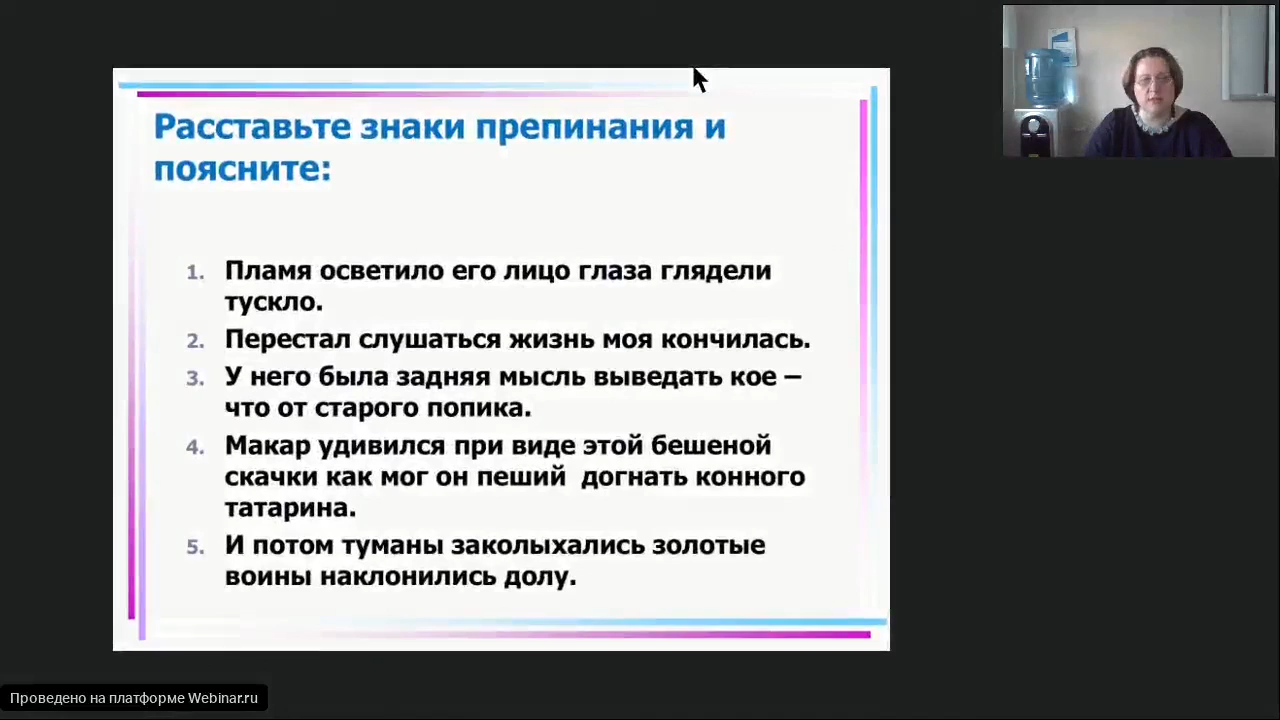 Расставьте знаки препинания и
поясните:
1. Пламя осветило его лицо глаза глядели
тускло.
2. Перестал слушаться жизнь моя кончилась.
3. У него была задняя мысль выведать кое –
что от старого попика.
4. Макар удивился при виде этой бешеной
скачки как мог он пеший  догнать конного
татарина.
5. И потом туманы заколыхались золотые
воины наклонились долу.
Проведено на платформе Webinar.ru